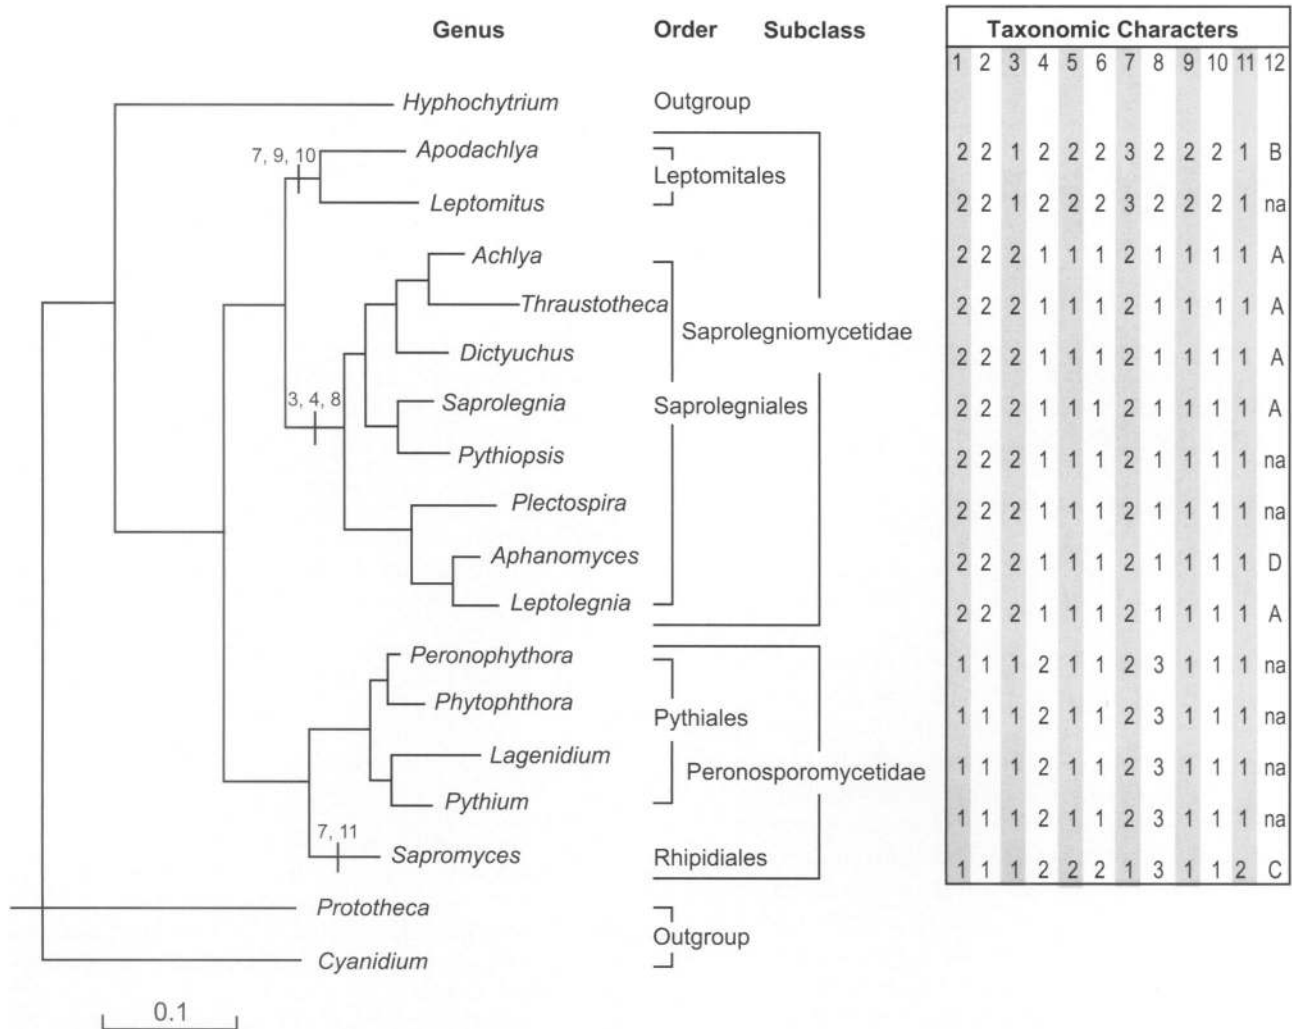 Genus Order Subclass Taxonomic Characters
1 2 3 4 5 6 7 8 9 10 11 12
Hyphochytrium Outgroup
7, 9, 10 Apodachlya 2 2 1 2 2 2 3 2 2 2 1 B
Leptomitales
Leptomitus 2 2 1 2 2 2 3 2 2 2 1 na
Achlya 2 2 2 1 1 1 2 1 1 1 1 A
Thraustotheca 2 2 2 1 1 1 2 1 1 1 1 A
Saprolegniomycetidae
Dictyuchus 2 2 2 1 1 1 2 1 1 1 1 A
3, 4, 8 Saprolegnia Saprolegniales 2 2 2 1 1 1 2 1 1 1 1 A
Pythiopsis 2 2 2 1 1 1 2 1 1 1 1 na
Plectospira 2 2 2 1 1 1 2 1 1 1 1 na
Aphanomyces 2 2 2 1 1 1 2 1 1 1 1 D
Leptolegnia 2 2 2 1 1 1 2 1 1 1 1 A
Peronophythora 1 1 1 2 1 1 2 3 1 1 1 na
Phytophthora Pythiales 1 1 1 2 1 1 2 3 1 1 1 na
Lagenidium Peronosporomycetidae 1 1 1 2 1 1 2 3 1 1 1 na
Pythium 1 1 1 2 1 1 2 3 1 1 1 na
7, 11 Sapromyces Rhipidiales 1 1 1 2 2 2 1 3 1 1 2 C
Prototheca
Outgroup
Cyanidium
0.1